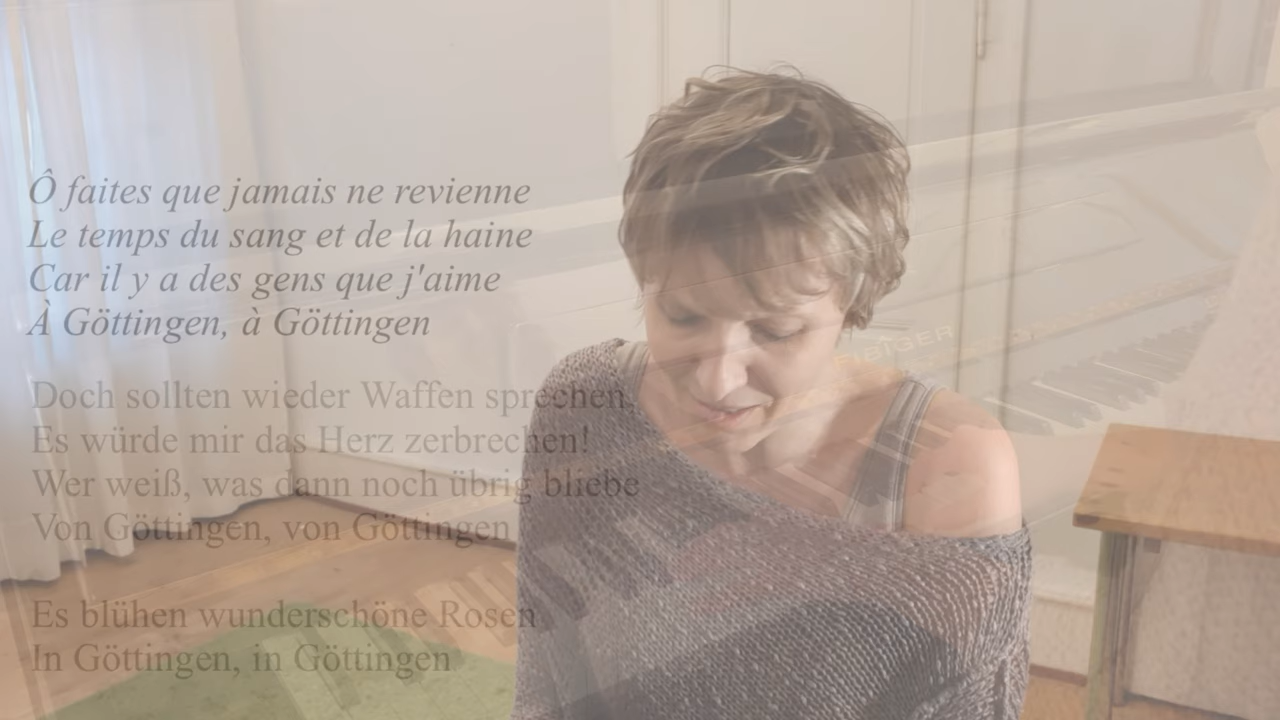 Ô faites que jamais ne revienne
Le temps du sang et de la haine
Car il y a des gens que j'aime
À Göttingen, à Göttingen
Doch sollten wieder Waffen sprechen,
Es würde mir das Herz zerbrechen!
Wer weiß, was dann noch übrig bliebe
Von Göttingen, von Göttingen
Es blühen wunderschöne Rosen
In Göttingen, in Göttingen